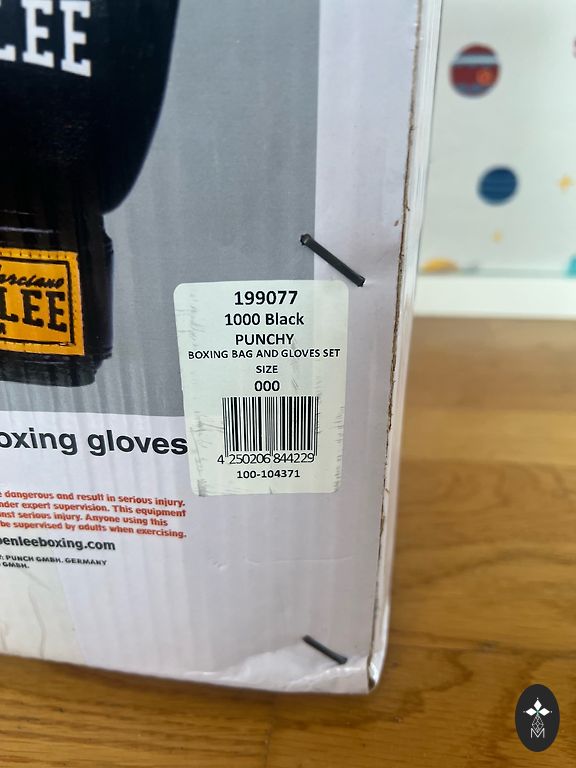 LEE
LEE
199077
1000 Black
PUNCHY
BOXING BAG AND GLOVES SET
SIZE
000
4 250206 844229
100-104371
oxing gloves
dangerous and result in serious injury.
under expert supervision. This equipment
serious injury. Anyone using this
be supervised by adults when exercising.
enleeboxing.com
PUNCH GMBH. GERMANY
GMBH.
M